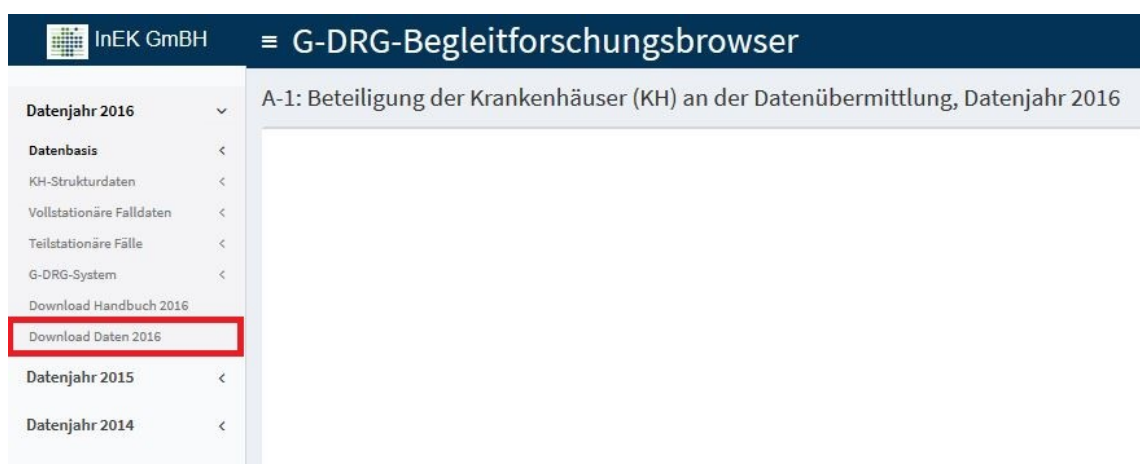 InEK GmBH
≡ G-DRG-Begleitforschungsbrowser
A-1: Beteiligung der Krankenhäuser (KH) an der Datenübermittlung, Datenjahr 2016
Datenjahr 2016
Datenbasis
KH-Strukturdaten
Vollstationäre Falldaten
Teilstationäre Fälle
G-DRG-System
Download Handbuch 2016
Download Daten 2016
Datenjahr 2015
Datenjahr 2014